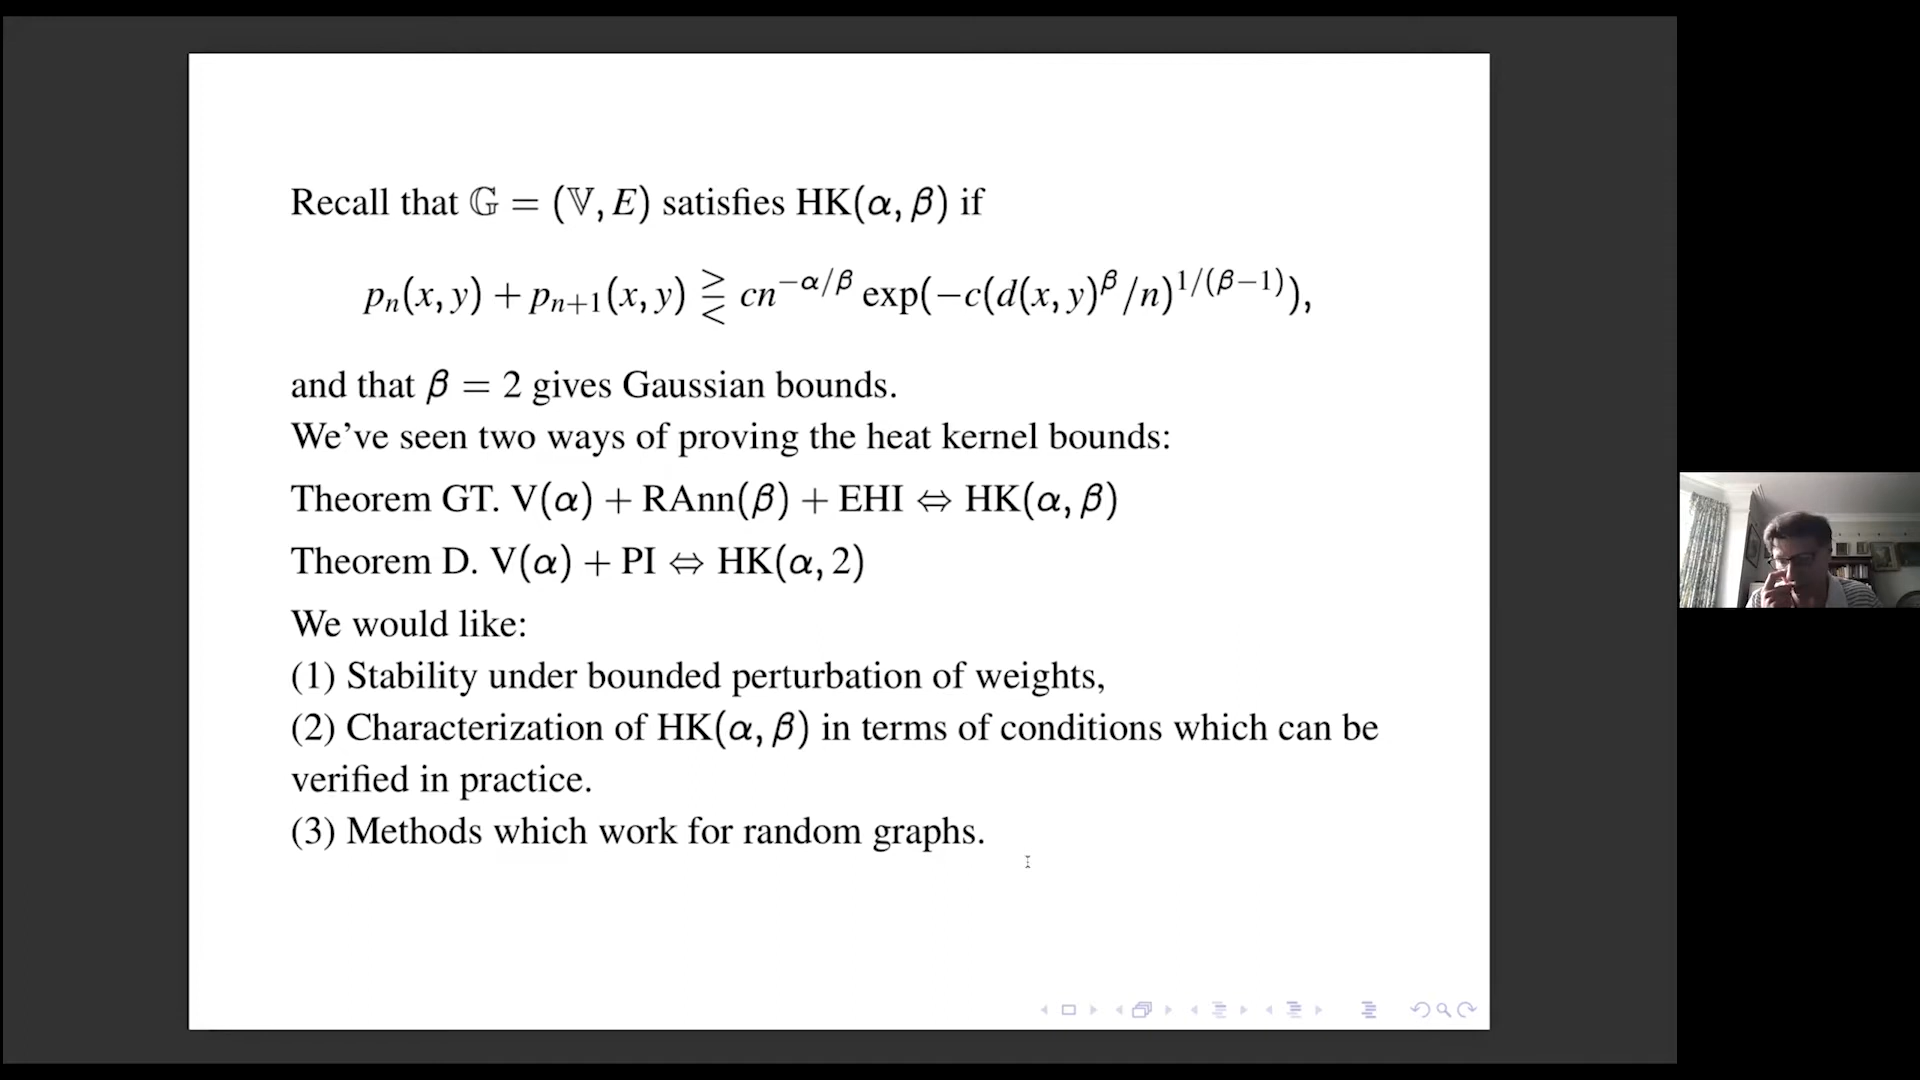 Recall that 𝔾 = (𝕍, E) satisfies HK(α, β) if
pₙ(x, y) + pₙ₊₁(x, y) ⋛ cn^{−α/β} exp(−c(d(x, y)^β /n)^{1/(β−1)}),
and that β = 2 gives Gaussian bounds.
We've seen two ways of proving the heat kernel bounds:
Theorem GT. V(α) + RAnn(β) + EHI ⇔ HK(α, β)
Theorem D. V(α) + PI ⇔ HK(α, 2)
We would like:
(1) Stability under bounded perturbation of weights,
(2) Characterization of HK(α, β) in terms of conditions which can be
verified in practice.
(3) Methods which work for random graphs.